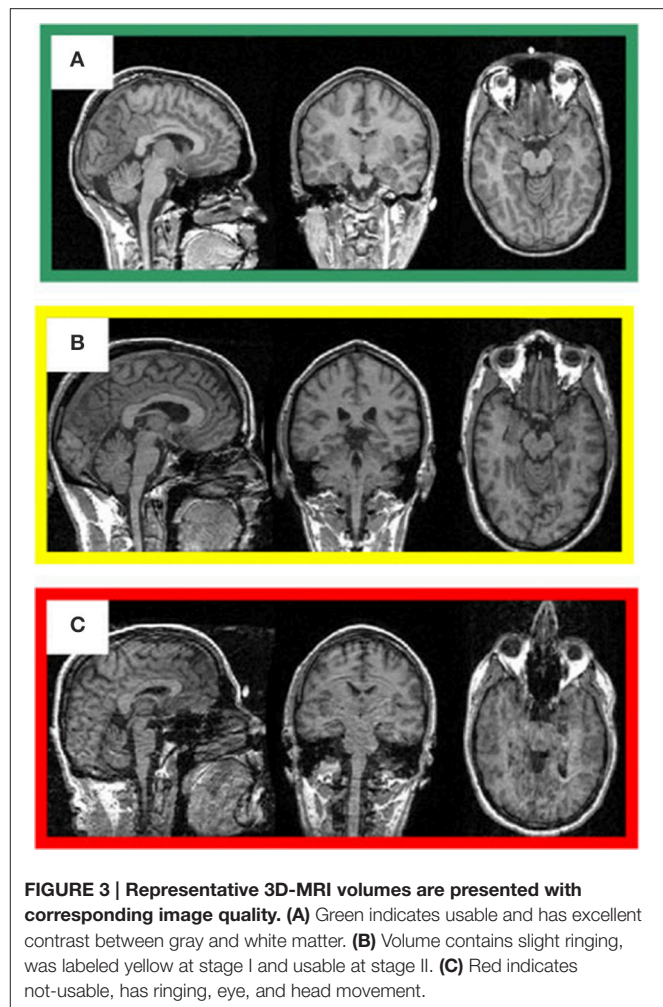 A
B
C
FIGURE 3 | Representative 3D-MRI volumes are presented with
corresponding image quality. (A) Green indicates usable and has excellent
contrast between gray and white matter. (B) Volume contains slight ringing,
was labeled yellow at stage I and usable at stage II. (C) Red indicates
not-usable, has ringing, eye, and head movement.